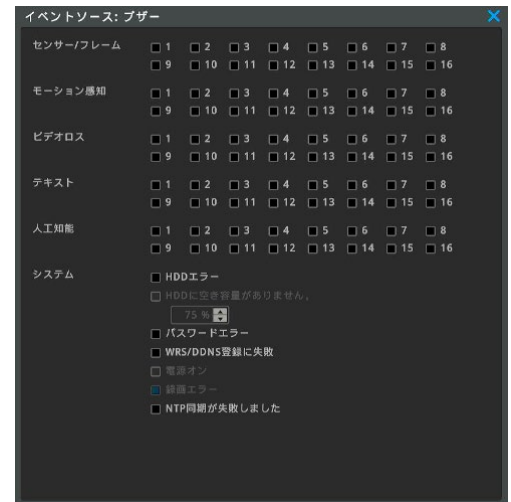 イベントソース: ブザー
センサー/フレーム 1 2 3 4 5 6 7 8
9 10 11 12 13 14 15 16
モーション感知 1 2 3 4 5 6 7 8
9 10 11 12 13 14 15 16
ビデオロス 1 2 3 4 5 6 7 8
9 10 11 12 13 14 15 16
テキスト 1 2 3 4 5 6 7 8
9 10 11 12 13 14 15 16
人工知能 1 2 3 4 5 6 7 8
9 10 11 12 13 14 15 16
システム HDDエラー
HDDに空き容量がありません。
75 %
パスワードエラー
WRS/DDNS登録に失敗
電源オン
録画エラー
NTP同期が失敗しました